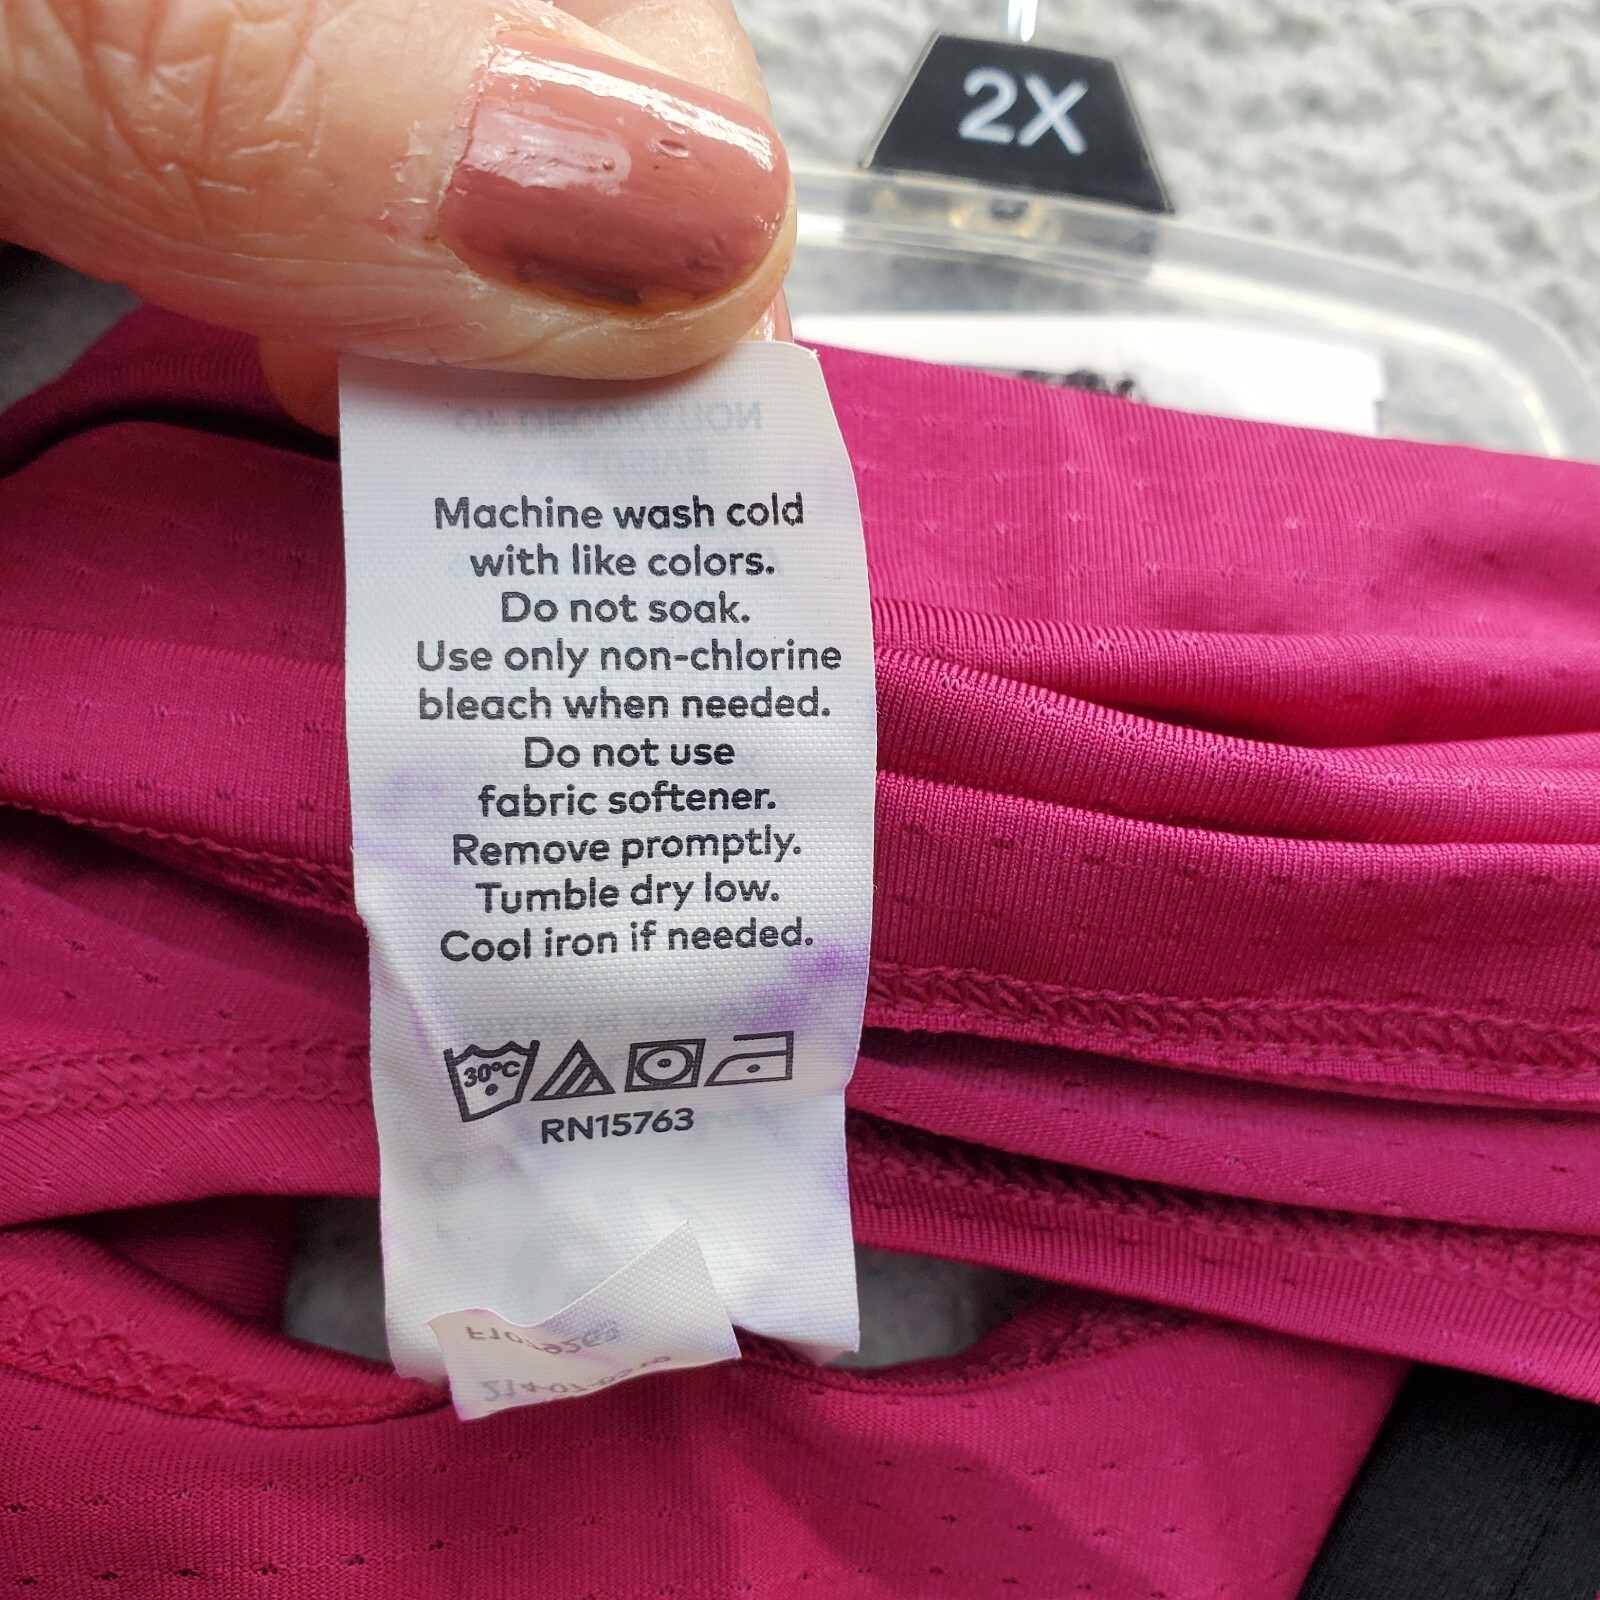 2X
Machine wash cold
with like colors.
Do not soak.
Use only non-chlorine
bleach when needed.
Do not use
fabric softener.
Remove promptly.
Tumble dry low.
Cool iron if needed.
30°C
RN15763